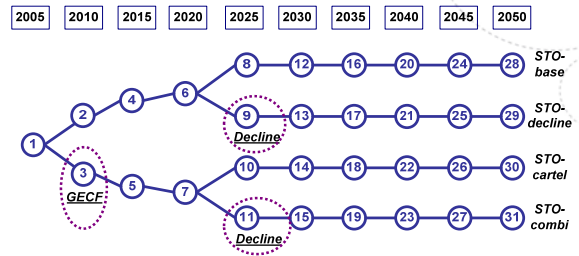 2005 2010 2015 2020 2025 2030 2035 2040 2045 2050
8 12 16 20 24 28 STO-
base
6
4
2
9 13 17 21 25 29 STO-
decline
Decline
1
3
GECF
5
7
10 14 18 22 26 30 STO-
cartel
11 15 19 23 27 31 STO-
combi
Decline